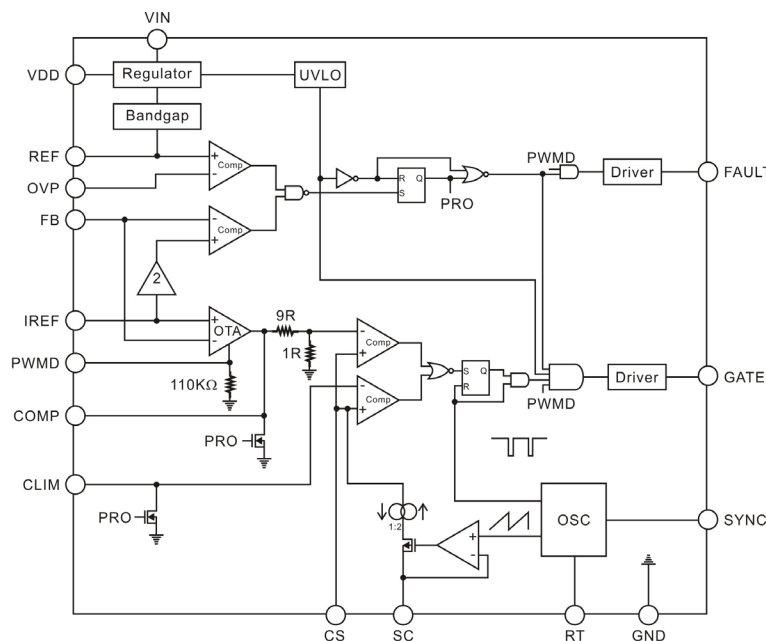 VIN
VDD
Regulator
UVLO
Bandgap
REF
+
Comp
-
OVP
R
Q
S
PRO
PWMD
Driver
FAULT
FB
-
Comp
+
2
IREF
+
OTA
-
9R
1R
-
Comp
+
PWMD
110KΩ
-
Comp
+
S
Q
R
PWMD
Driver
GATE
COMP
PRO
CLIM
PRO
1:2
+
-
OSC
SYNC
CS
SC
RT
GND